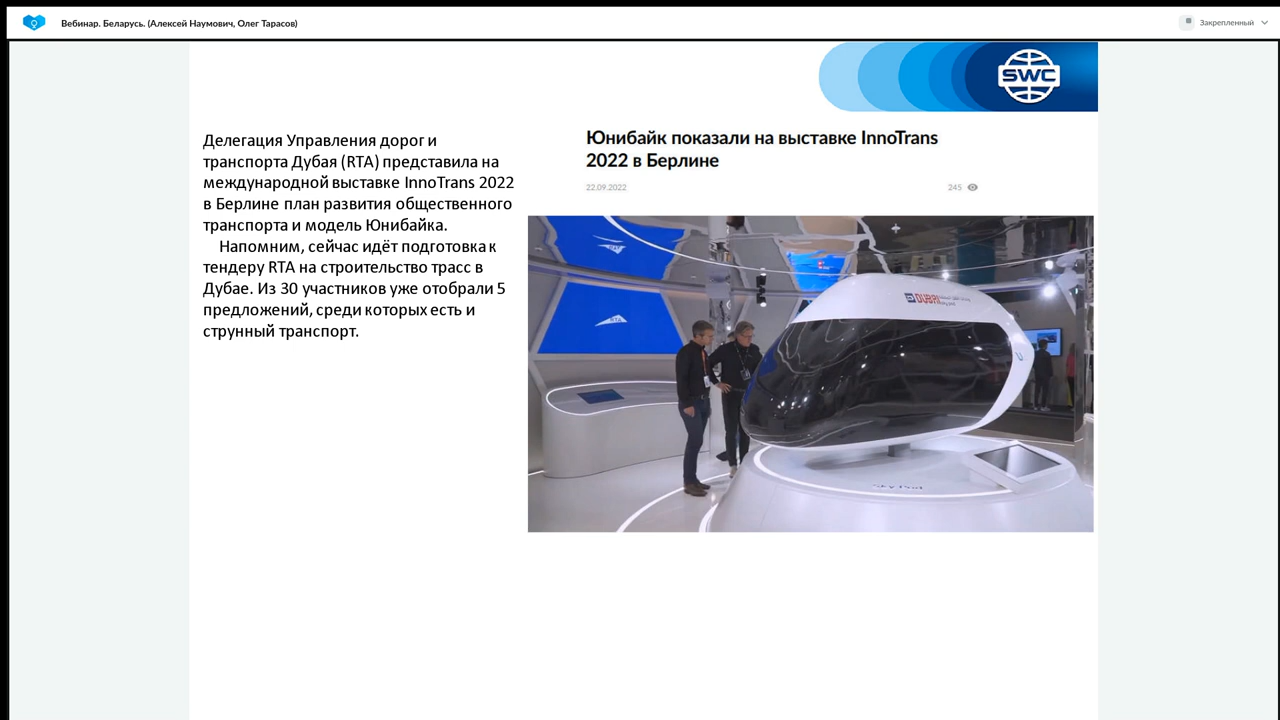 Вебинар. Беларусь. (Алексей Наумович, Олег Тарасов)
Закрепленный
SWC
Делегация Управления дорог и
транспорта Дубая (RTA) представила на
международной выставке InnoTrans 2022
в Берлине план развития общественного
транспорта и модель Юнибайка.
Напомним, сейчас идёт подготовка к
тендеру RTA на строительство трасс в
Дубае. Из 30 участников уже отобрали 5
предложений, среди которых есть и
струнный транспорт.
Юнибайк показали на выставке InnoTrans
2022 в Берлине
22.09.2022
245
DUBAI